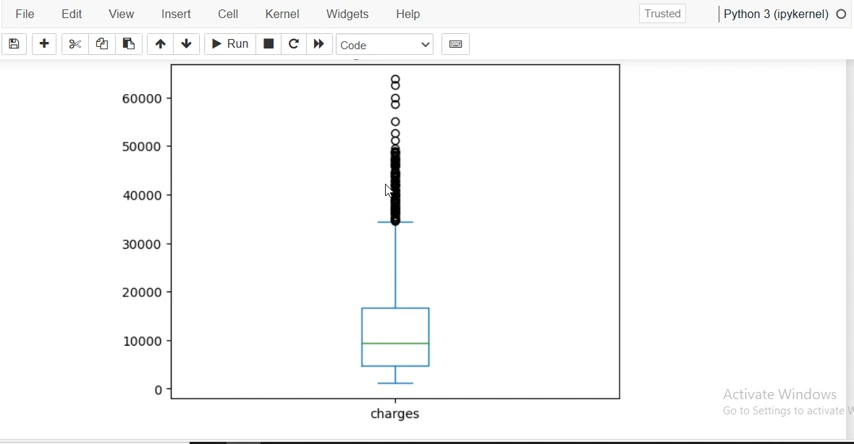 File Edit View Insert Cell Kernel Widgets Help Trusted Python 3 (ipykernel)
Run Code
60000
50000
40000
30000
20000
10000
0
charges
Activate Windows
Go to Settings to activate W